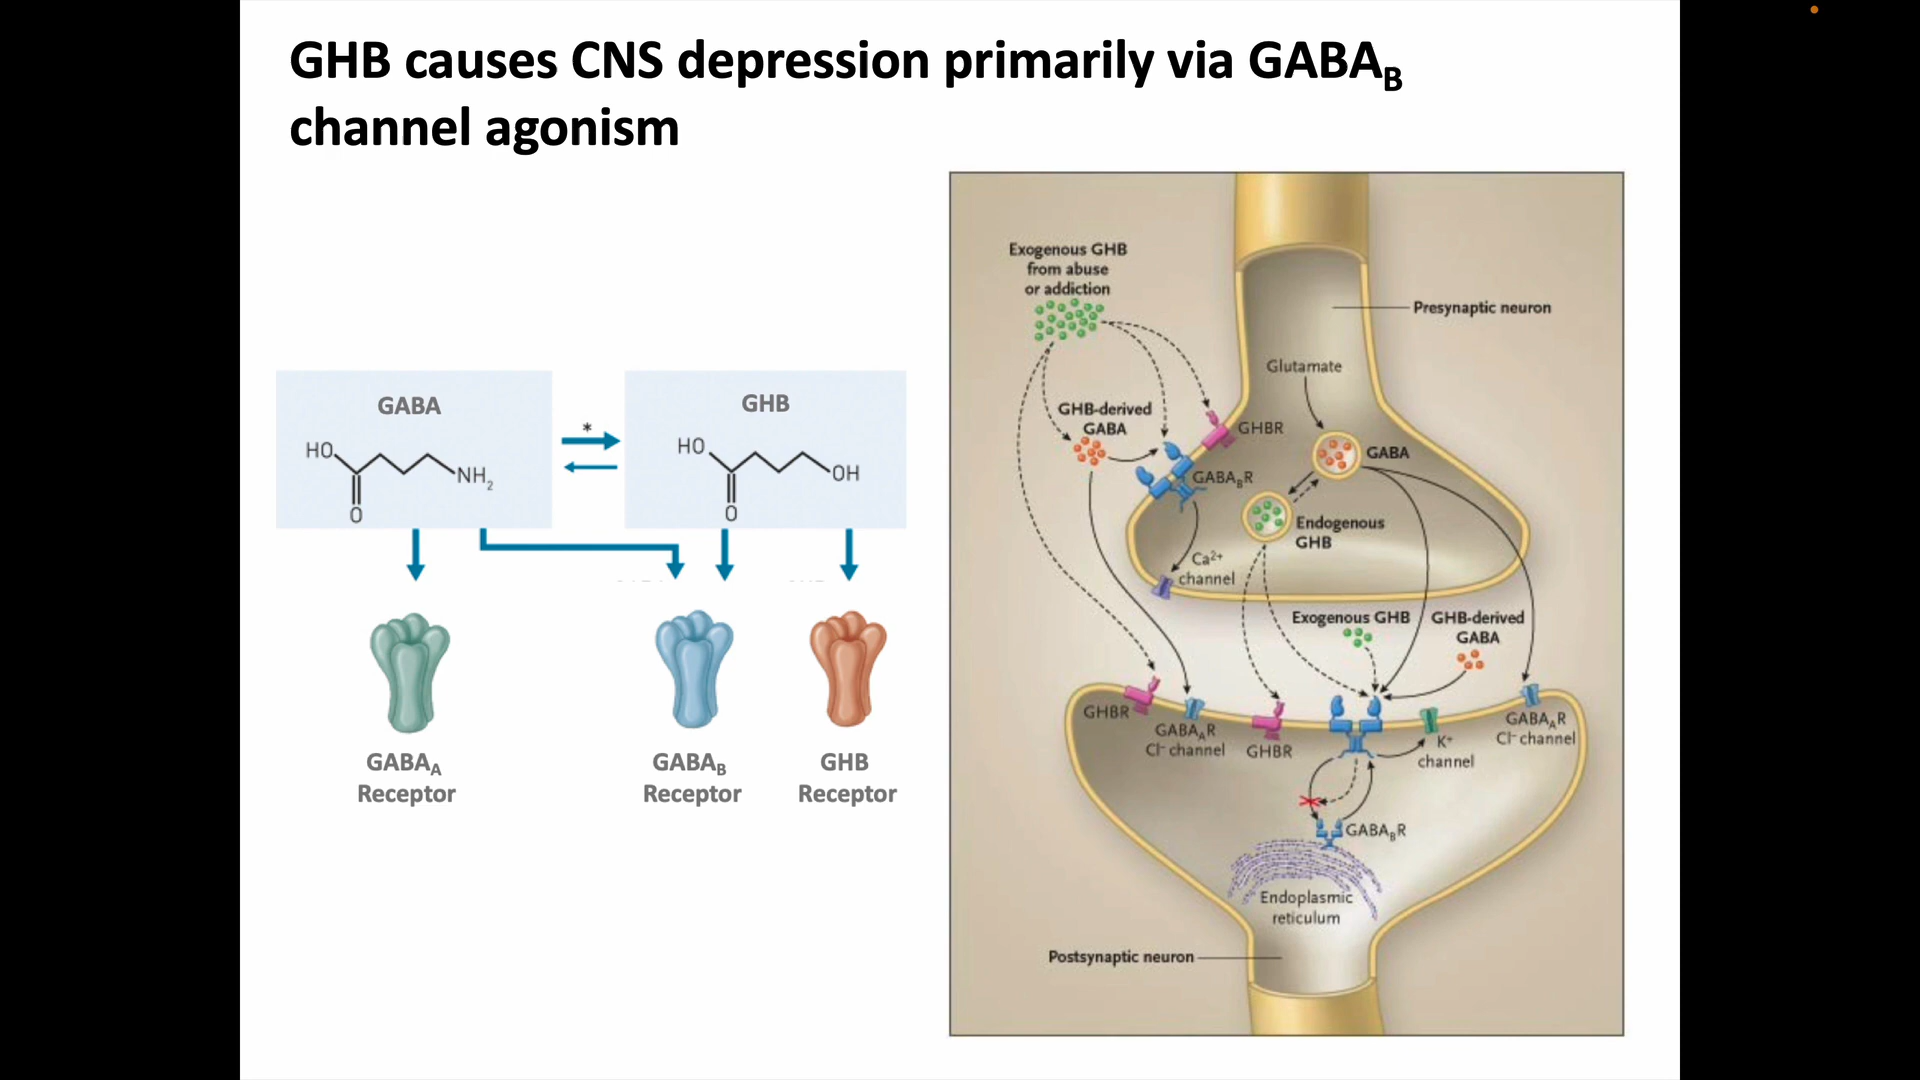 GHB causes CNS depression primarily via GABAB
channel agonism
GABA
HO
NH2
O
*
GHB
HO
OH
O
GABAA
Receptor
GABAB
Receptor
GHB
Receptor
Exogenous GHB
from abuse
or addiction
Presynaptic neuron
Glutamate
GHB-derived
GABA
GHBR
GABA
GABABR
Endogenous
GHB
Ca2+
channel
Exogenous GHB
GHB-derived
GABA
GHBR
GABAAR
Cl− channel
GHBR
K+
channel
GABAAR
Cl− channel
GABABR
Endoplasmic
reticulum
Postsynaptic neuron